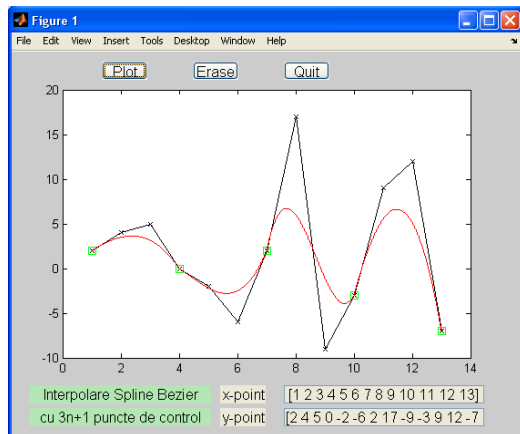 Figure 1
File Edit View Insert Tools Desktop Window Help
Plot Erase Quit
20
15
10
5
0
-5
-10
0 2 4 6 8 10 12 14
Interpolare Spline Bezier x-point [1 2 3 4 5 6 7 8 9 10 11 12 13]
cu 3n+1 puncte de control y-point [2 4 5 0 -2 -6 2 17 -9 -3 9 12 -7